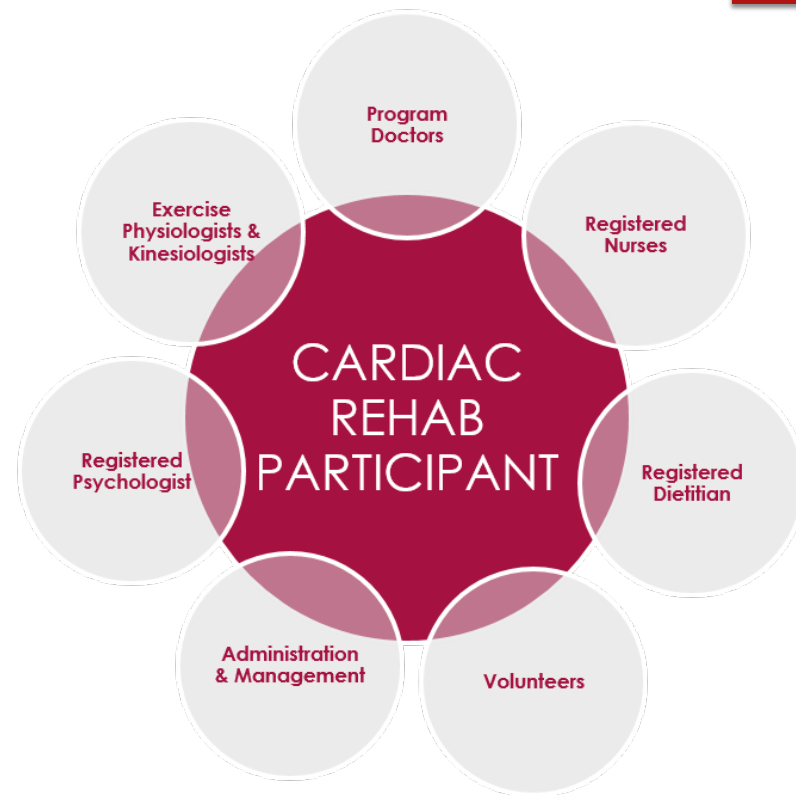 Program
Doctors
Exercise
Physiologists &
Kinesiologists
Registered
Nurses
CARDIAC
REHAB
PARTICIPANT
Registered
Psychologist
Registered
Dietitian
Administration
& Management
Volunteers